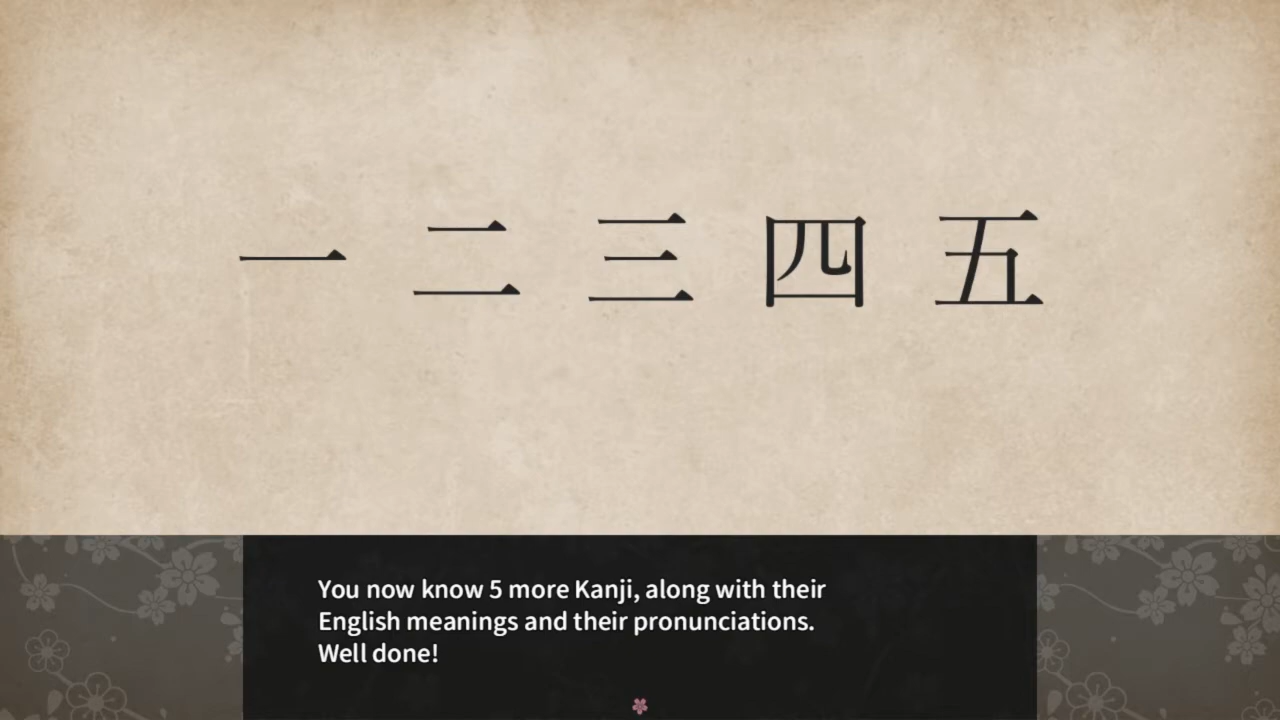 一 二 三 四 五
You now know 5 more Kanji, along with their
English meanings and their pronunciations.
Well done!